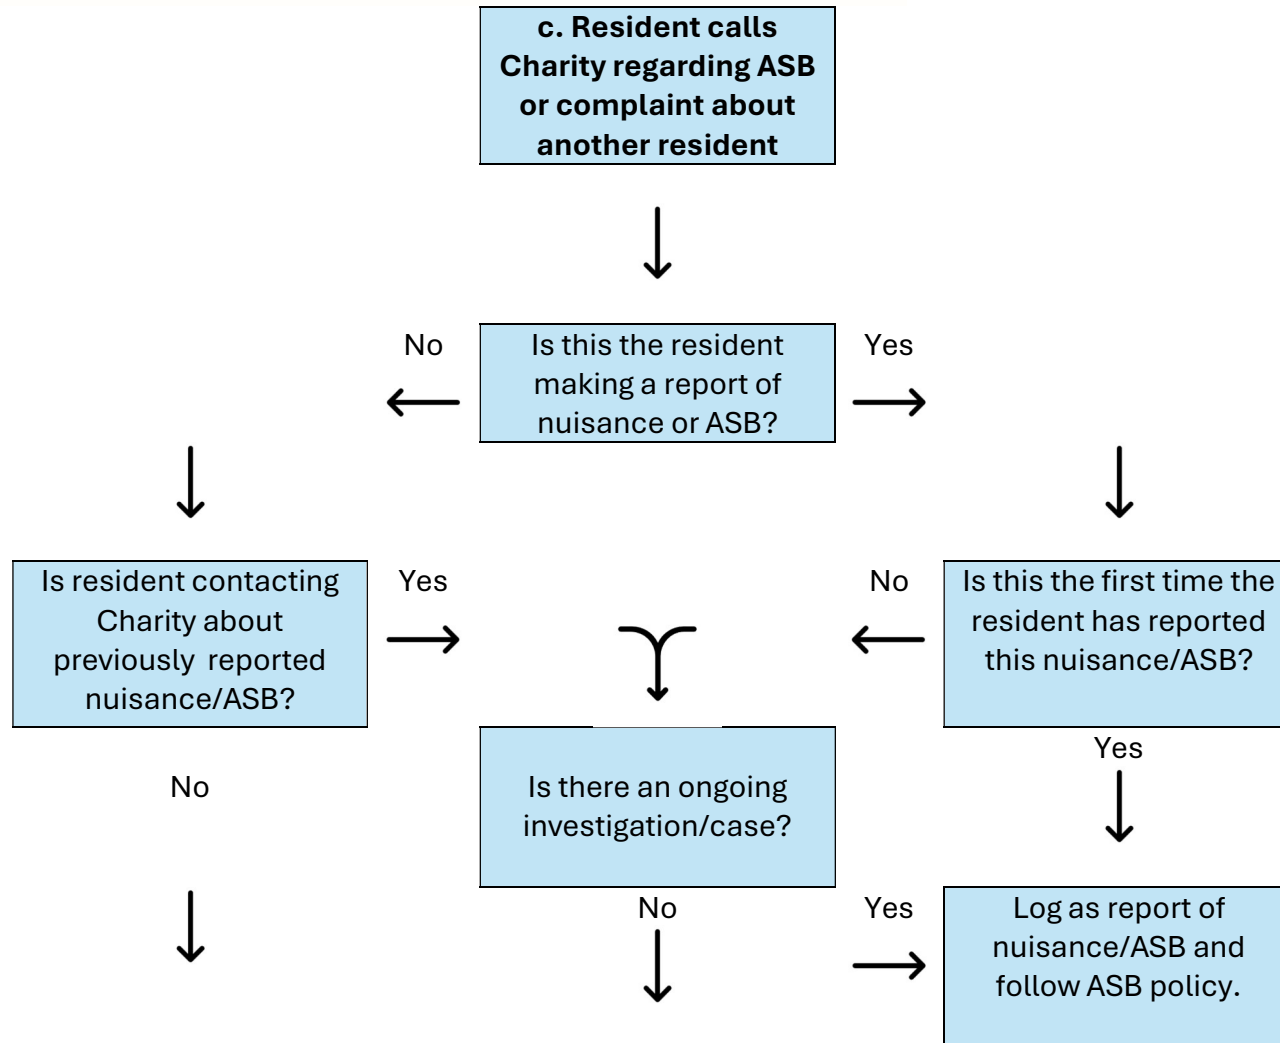 c. Resident calls
Charity regarding ASB
or complaint about
another resident
No
Is this the resident
making a report of
nuisance or ASB?
Yes
Is resident contacting
Charity about
previously  reported
nuisance/ASB?
Yes
No
Is this the first time the
resident has reported
this nuisance/ASB?
No
Is there an ongoing
investigation/case?
Yes
No
Yes
Log as report of
nuisance/ASB and
follow ASB policy.